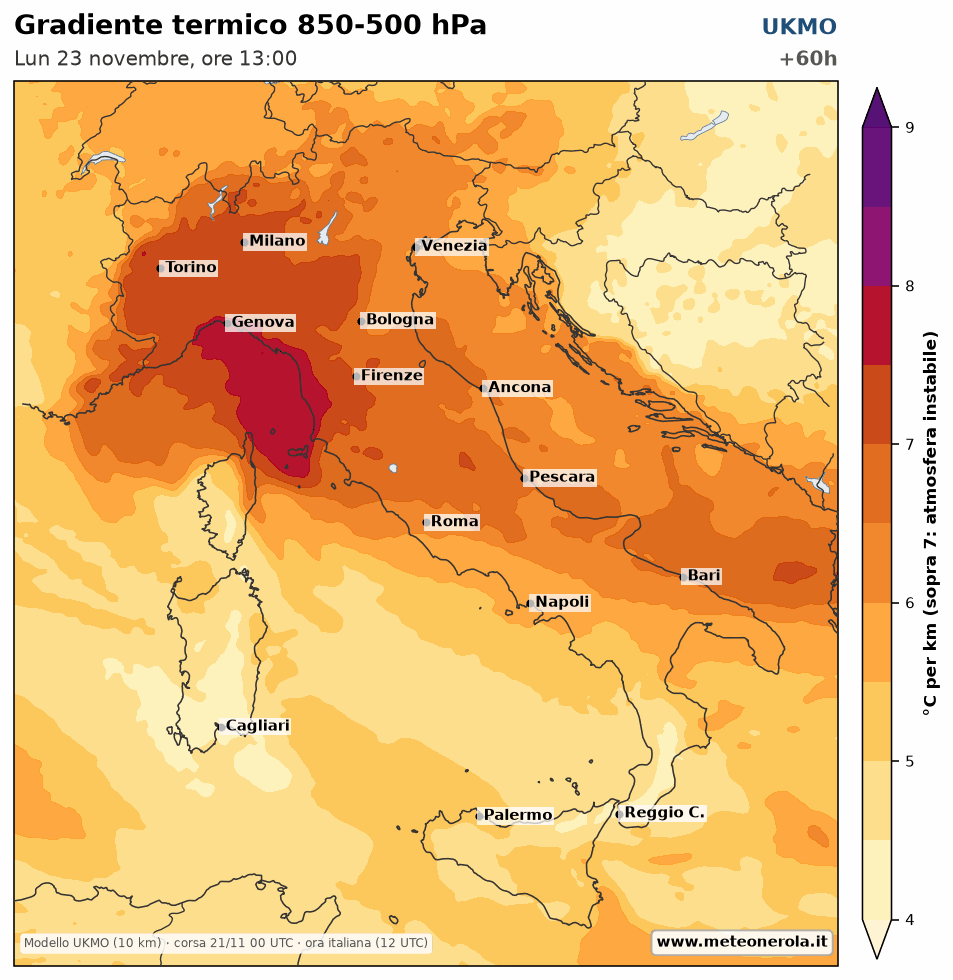 Gradiente termico 850-500 hPa
UKMO
Lun 23 novembre, ore 13:00
+60h
9
8
7
6
5
4
°C per km (sopra 7: atmosfera instabile)
Milano
Venezia
Torino
Genova
Bologna
Firenze
Ancona
Pescara
Roma
Bari
Napoli
Cagliari
Palermo
Reggio C.
Modello UKMO (10 km) · corsa 21/11 00 UTC · ora italiana (12 UTC)
www.meteonerola.it